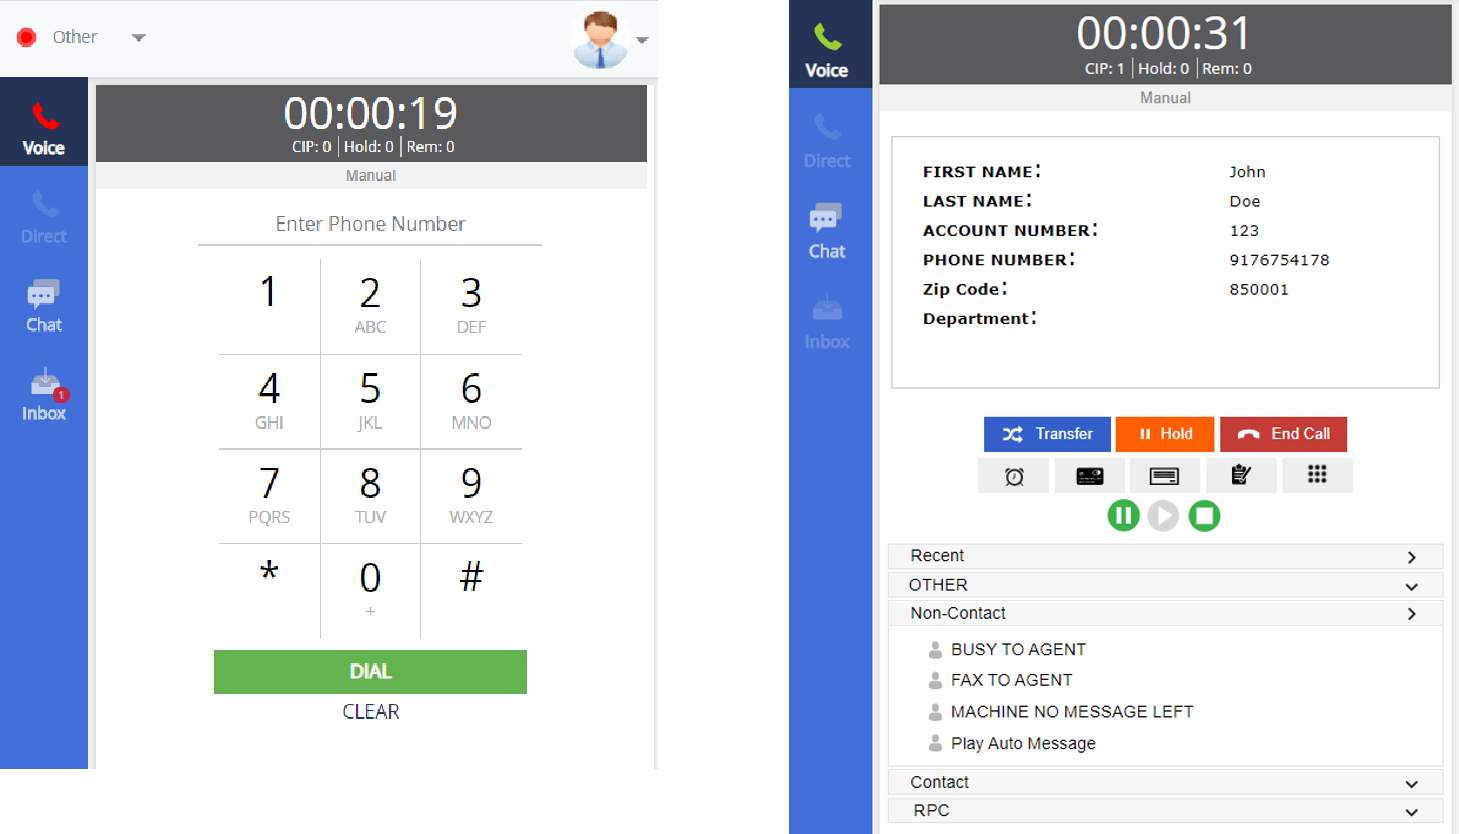 Other
00:00:19
CIP: 0 | Hold: 0 | Rem: 0
Voice
Manual
Direct
Chat
1
Inbox
Enter Phone Number
1 2 3
ABC DEF
4 5 6
GHI JKL MNO
7 8 9
PQRS TUV WXYZ
* 0 #
+
DIAL
CLEAR
00:00:31
CIP: 1 | Hold: 0 | Rem: 0
Voice
Manual
Direct
Chat
Inbox
FIRST NAME: John
LAST NAME: Doe
ACCOUNT NUMBER: 123
PHONE NUMBER: 9176754178
Zip Code: 850001
Department:
Transfer Hold End Call
Recent
OTHER
Non-Contact
BUSY TO AGENT
FAX TO AGENT
MACHINE NO MESSAGE LEFT
Play Auto Message
Contact
RPC